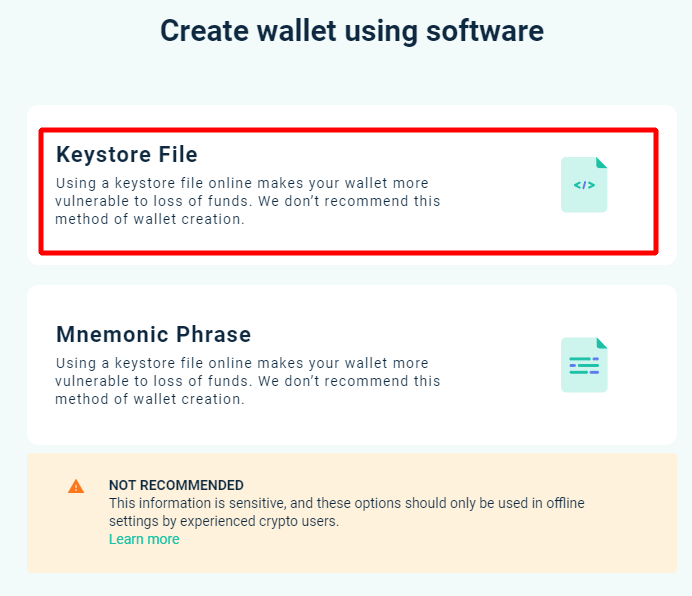 Create wallet using software
Keystore File
Using a keystore file online makes your wallet more
vulnerable to loss of funds. We don’t recommend this
method of wallet creation.
</>
Mnemonic Phrase
Using a keystore file online makes your wallet more
vulnerable to loss of funds. We don’t recommend this
method of wallet creation.
NOT RECOMMENDED
This information is sensitive, and these options should only be used in offline
settings by experienced crypto users.
Learn more